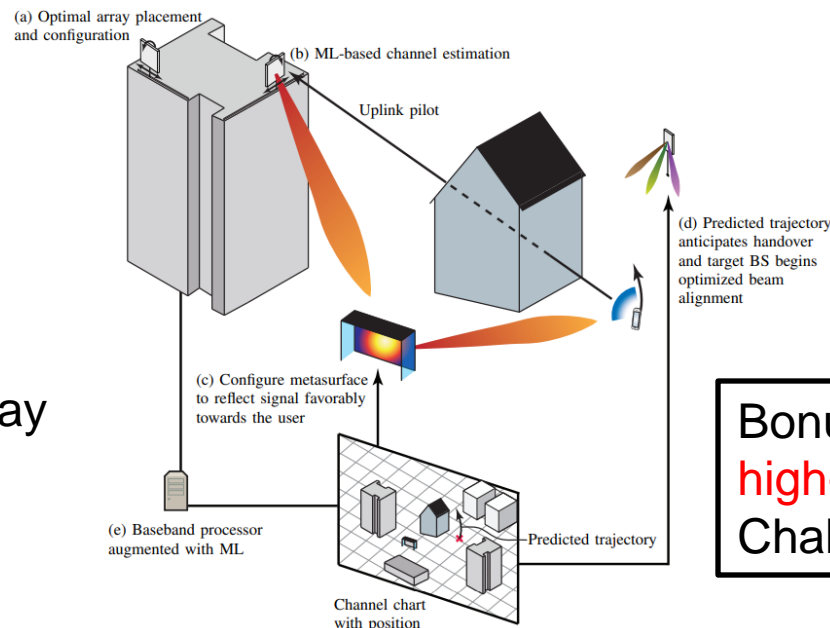 (a) Optimal array placement
and configuration
(b) ML-based channel estimation
Uplink pilot
(d) Predicted trajectory
anticipates handover
and target BS begins
optimized beam
alignment
(c) Configure metasurface
to reflect signal favorably
towards the user
(e) Baseband processor
augmented with ML
Predicted trajectory
Channel chart
with position